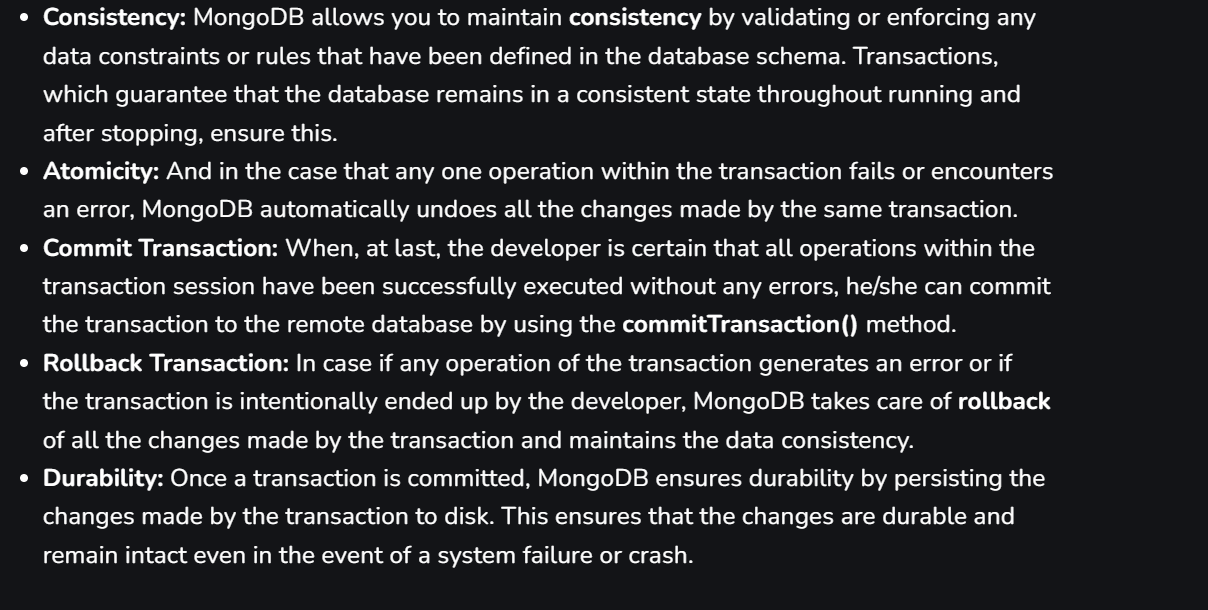 • Consistency: MongoDB allows you to maintain consistency by validating or enforcing any
data constraints or rules that have been defined in the database schema. Transactions,
which guarantee that the database remains in a consistent state throughout running and
after stopping, ensure this.
• Atomicity: And in the case that any one operation within the transaction fails or encounters
an error, MongoDB automatically undoes all the changes made by the same transaction.
• Commit Transaction: When, at last, the developer is certain that all operations within the
transaction session have been successfully executed without any errors, he/she can commit
the transaction to the remote database by using the commitTransaction() method.
• Rollback Transaction: In case if any operation of the transaction generates an error or if
the transaction is intentionally ended up by the developer, MongoDB takes care of rollback
of all the changes made by the transaction and maintains the data consistency.
• Durability: Once a transaction is committed, MongoDB ensures durability by persisting the
changes made by the transaction to disk. This ensures that the changes are durable and
remain intact even in the event of a system failure or crash.